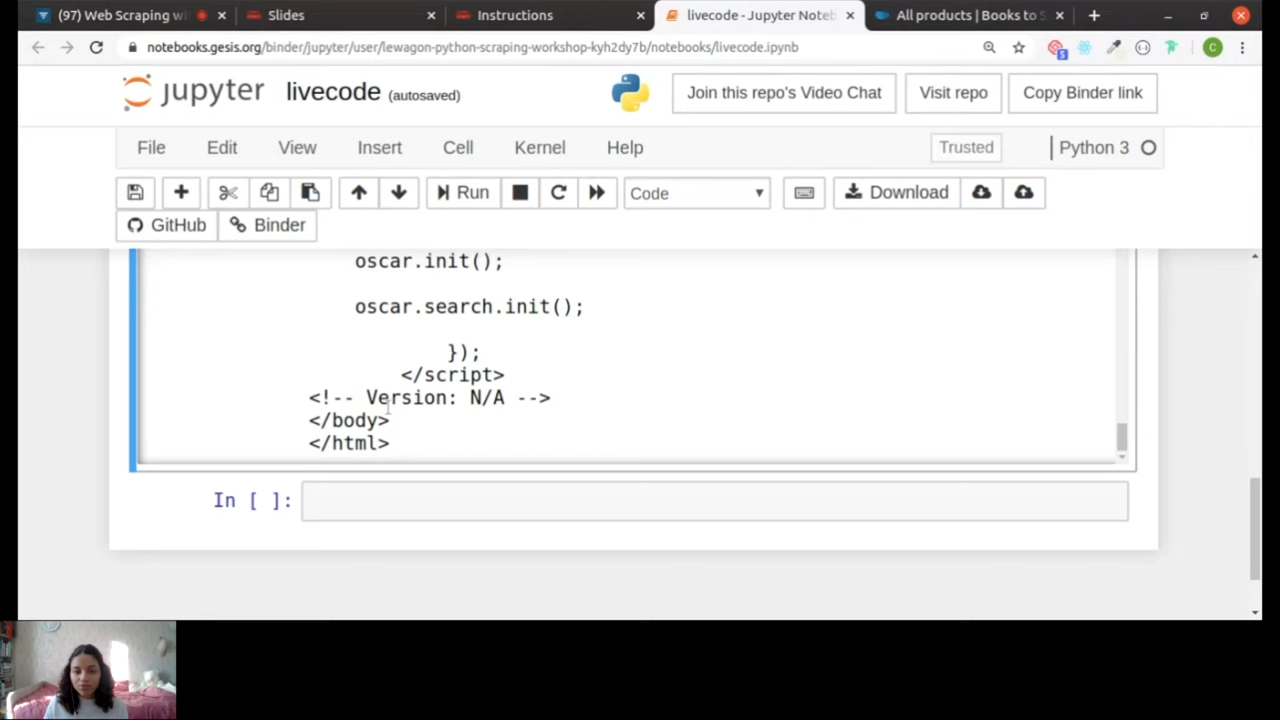 (97) Web Scraping wi
Slides
Instructions
livecode - Jupyter Noteb
All products | Books to S
notebooks.gesis.org/binder/jupyter/user/lewagon-python-scraping-workshop-kyh2dy7b/notebooks/livecode.ipynb
5
C
jupyter livecode (autosaved)
Join this repo's Video Chat
Visit repo
Copy Binder link
File Edit View Insert Cell Kernel Help
Trusted
Python 3
Run
Code
Download
GitHub
Binder
oscar.init();
oscar.search.init();
});
</script>
<!-- Version: N/A -->
</body>
</html>
In [ ]: